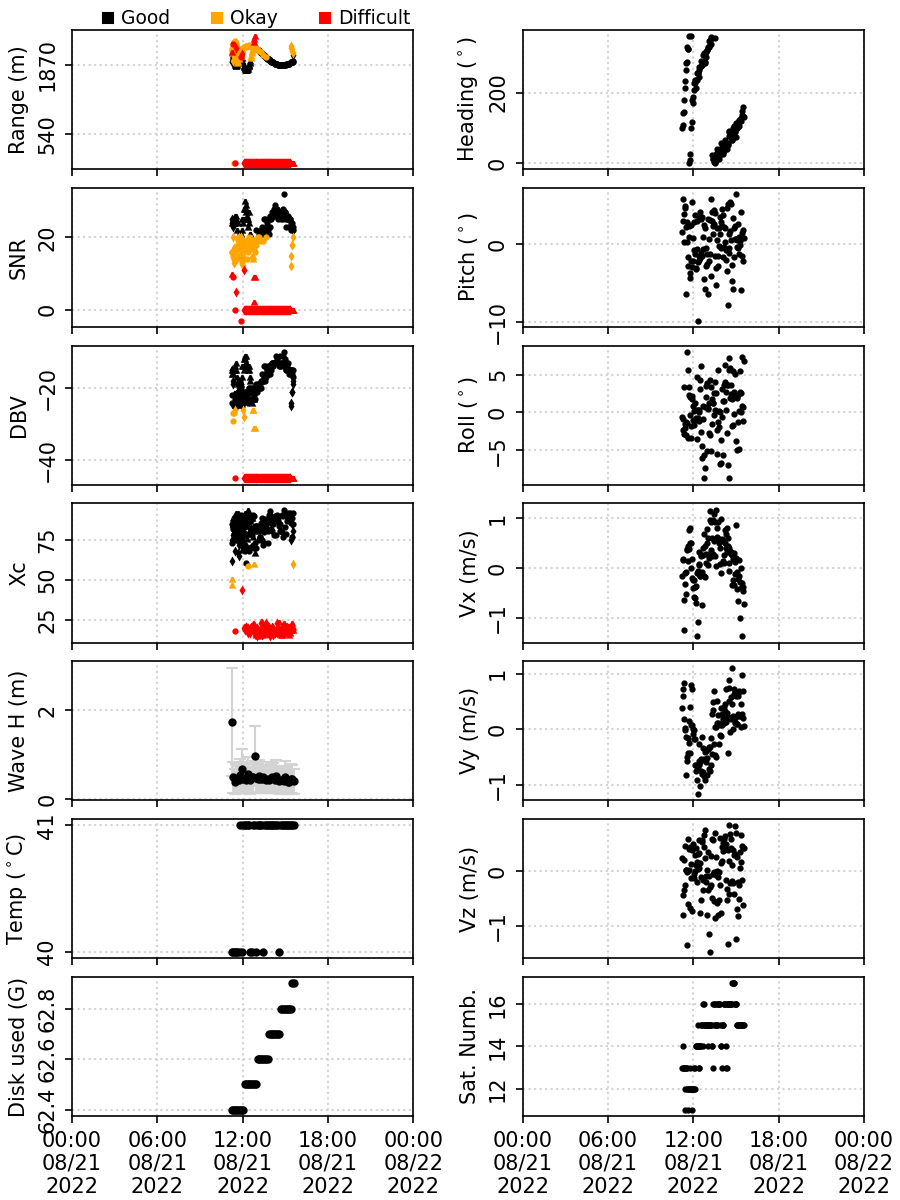 Good Okay Difficult
Range (m)
1870
540
Heading (°)
200
0
SNR
20
0
Pitch (°)
0
−10
DBV
−20
−40
Roll (°)
5
0
−5
Xc
75
50
25
Vx (m/s)
1
0
−1
Wave H (m)
2
0
Vy (m/s)
1
0
−1
Temp (°C)
41
40
Vz (m/s)
0
−1
Disk used (G)
62.8
62.6
62.4
Sat. Numb.
16
14
12
00:00 06:00 12:00 18:00 00:00
08/21 08/21 08/21 08/21 08/22
2022 2022 2022 2022 2022
00:00 06:00 12:00 18:00 00:00
08/21 08/21 08/21 08/21 08/22
2022 2022 2022 2022 2022